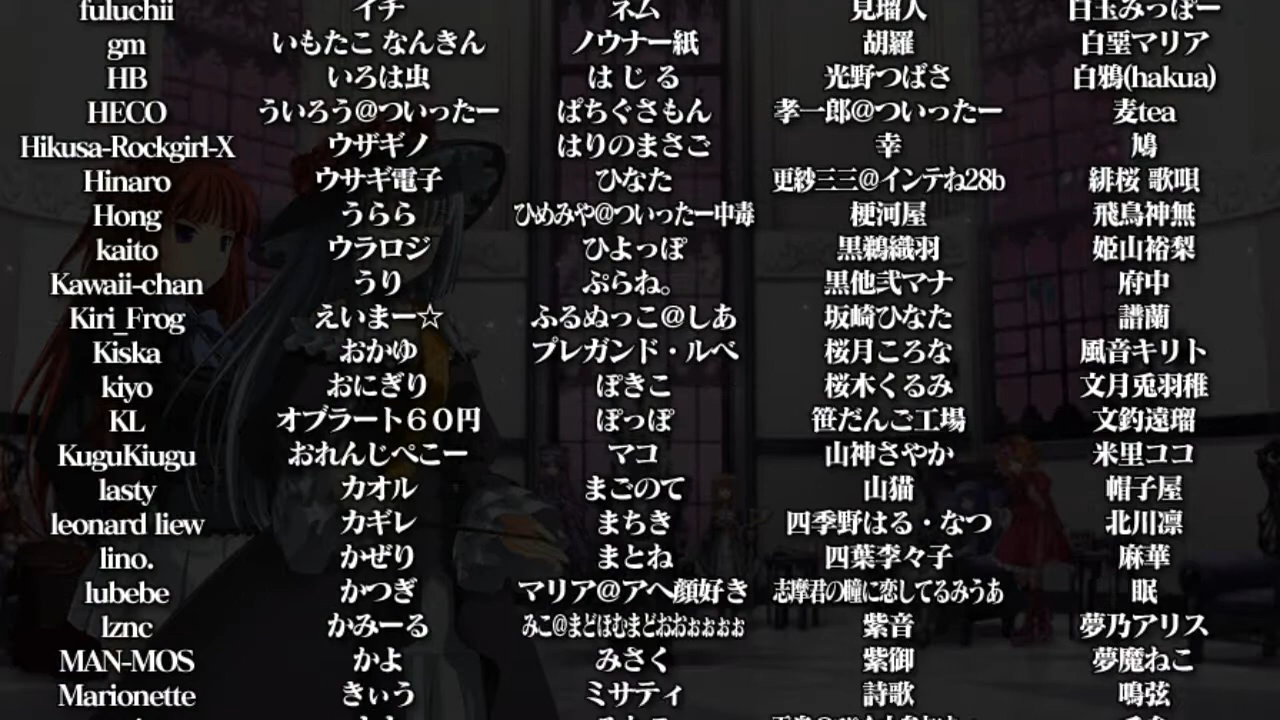 fuluchii イチ ネム 見瑠人 白玉みっぽー
gm いもたこ なんきん ノウナー紙 胡羅 白堊マリア
HB いろは虫 は じ る 光野つばさ 白鴉(hakua)
HECO ういろう@ついったー ぱちぐさもん 孝一郎@ついったー 麦tea
Hikusa-Rockgirl-X ウザギノ はりのまさご 幸 鳩
Hinaro ウサギ電子 ひなた 更紗三三@インテね28b 緋桜 歌唄
Hong うらら ひめみや@ついったー中毒 梗河屋 飛鳥神無
kaito ウラロジ ひよっぽ 黒鵜織羽 姫山裕梨
Kawaii-chan うり ぷらね。 黒他弐マナ 府中
Kiri_Frog えいまー☆ ふるぬっこ@しあ 坂崎ひなた 譜蘭
Kiska おかゆ プレガンド・ルベ 桜月ころな 風音キリト
kiyo おにぎり ぽきこ 桜木くるみ 文月兎羽稚
KL オブラート６０円 ぽっぽ 笹だんご工場 文釣遠瑠
KuguKiugu おれんじぺこー マコ 山神さやか 米里ココ
lasty カオル まごのて 山猫 帽子屋
leonard liew カギレ まちき 四季野はる・なつ 北川凛
lino. かぜり まとね 四葉李々子 麻華
lubebe かつぎ マリア@アヘ顔好き 志摩君の瞳に恋してるみうあ 眠
lznc かみーる みこ@まどほむまどおおぉぉぉぉ 紫音 夢乃アリス
MAN-MOS かよ みさく 紫御 夢魔ねこ
Marionette きぃう ミサティ 詩歌 鳴弦